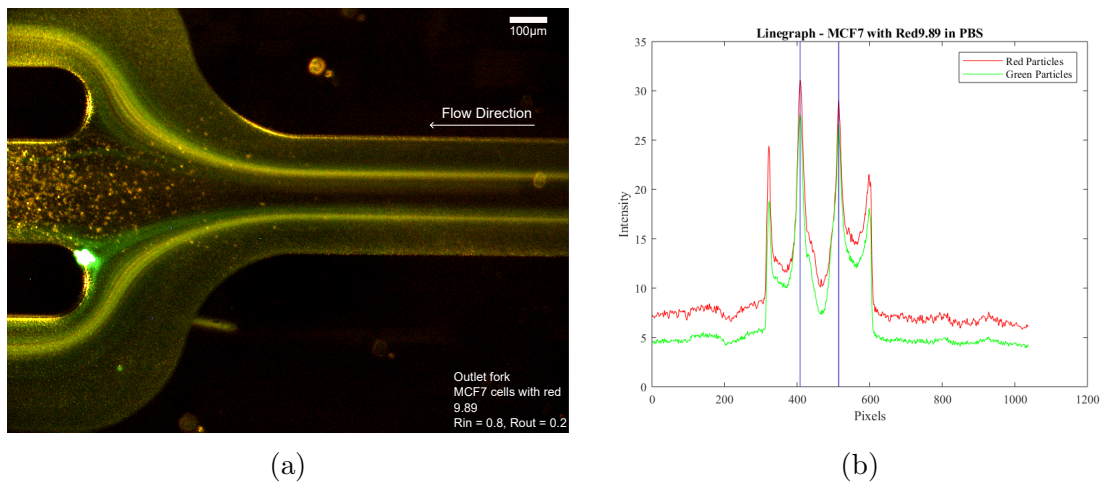 100μm
Flow Direction
Outlet fork
MCF7 cells with red
9.89
Rin = 0.8, Rout = 0.2
(a)
Linegraph - MCF7 with Red9.89 in PBS
Red Particles
Green Particles
Intensity
35
30
25
20
15
10
5
0
0 200 400 600 800 1000 1200
Pixels
(b)